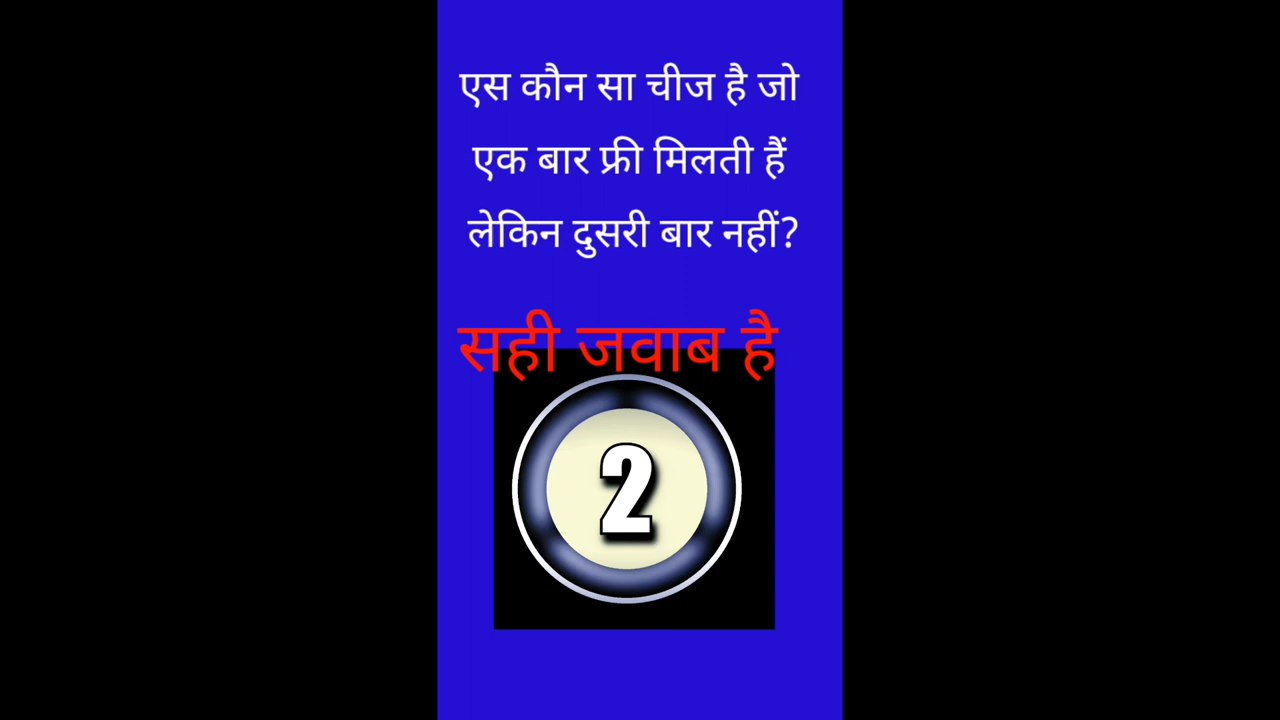 एस कौन सा चीज है जो
एक बार फ्री मिलती हैं
लेकिन दुसरी बार नहीं?
सही जवाब है
2